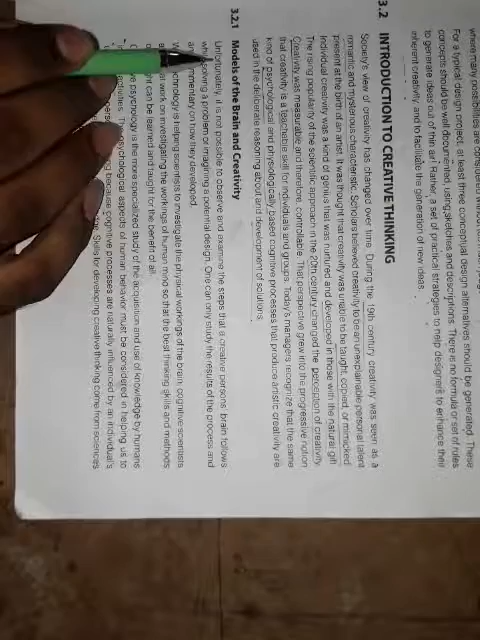 where many possibilities are considered without
For a typical design project, at least three conceptual design alternatives should be generated. These
concepts should be well documented, using sketches and descriptions. There is no formula or set of rules
to generate ideas out of thin air! Rather, a set of practical strategies to help designers to enhance their
inherent creativity, and to facilitate the generation of new ideas.
3.2 INTRODUCTION TO CREATIVE THINKING
Society's view of creativity has changed over time. During the 19th century creativity was seen as a
romantic and mysterious characteristic. Scholars believed creativity to be an unexplainable personal talent
present at the birth of an artist. It was thought that creativity was unable to be taught, copied, or mimicked.
Individual creativity was a kind of genius that was nurtured and developed in those with the natural gift.
The rising popularity of the scientific approach in the 20th century changed the perception of creativity.
Creativity was measurable and therefore, controllable. That perspective grew into the progressive notion
that creativity is a teachable skill for individuals and groups. Today's managers recognize that the same
kind of psychological and physiologically based cognitive processes that produce artistic creativity are
used in the deliberate reasoning about and development of solutions.
3.2.1 Models of the Brain and Creativity
Unfortunately, it is not possible to observe and examine the steps that a creative persons' brain follows
while solving a problem or imagining a potential design. One can only study the results of the process and
any commentary on how they developed.
chnology is helping scientists to investigate the physical workings of the brain, cognitive scientists
at work on investigating the workings of human mind so that the best thinking skills and methods
ght can be learned and taught for the benefit of all.
psychology is the more specialized study of the acquisition and use of knowledge by humans
activities. The psychological aspects of human behavior must be considered in helping us to
because cognitive processes are naturally influenced by an individual's
Skills for developing creative thinking come from sciences